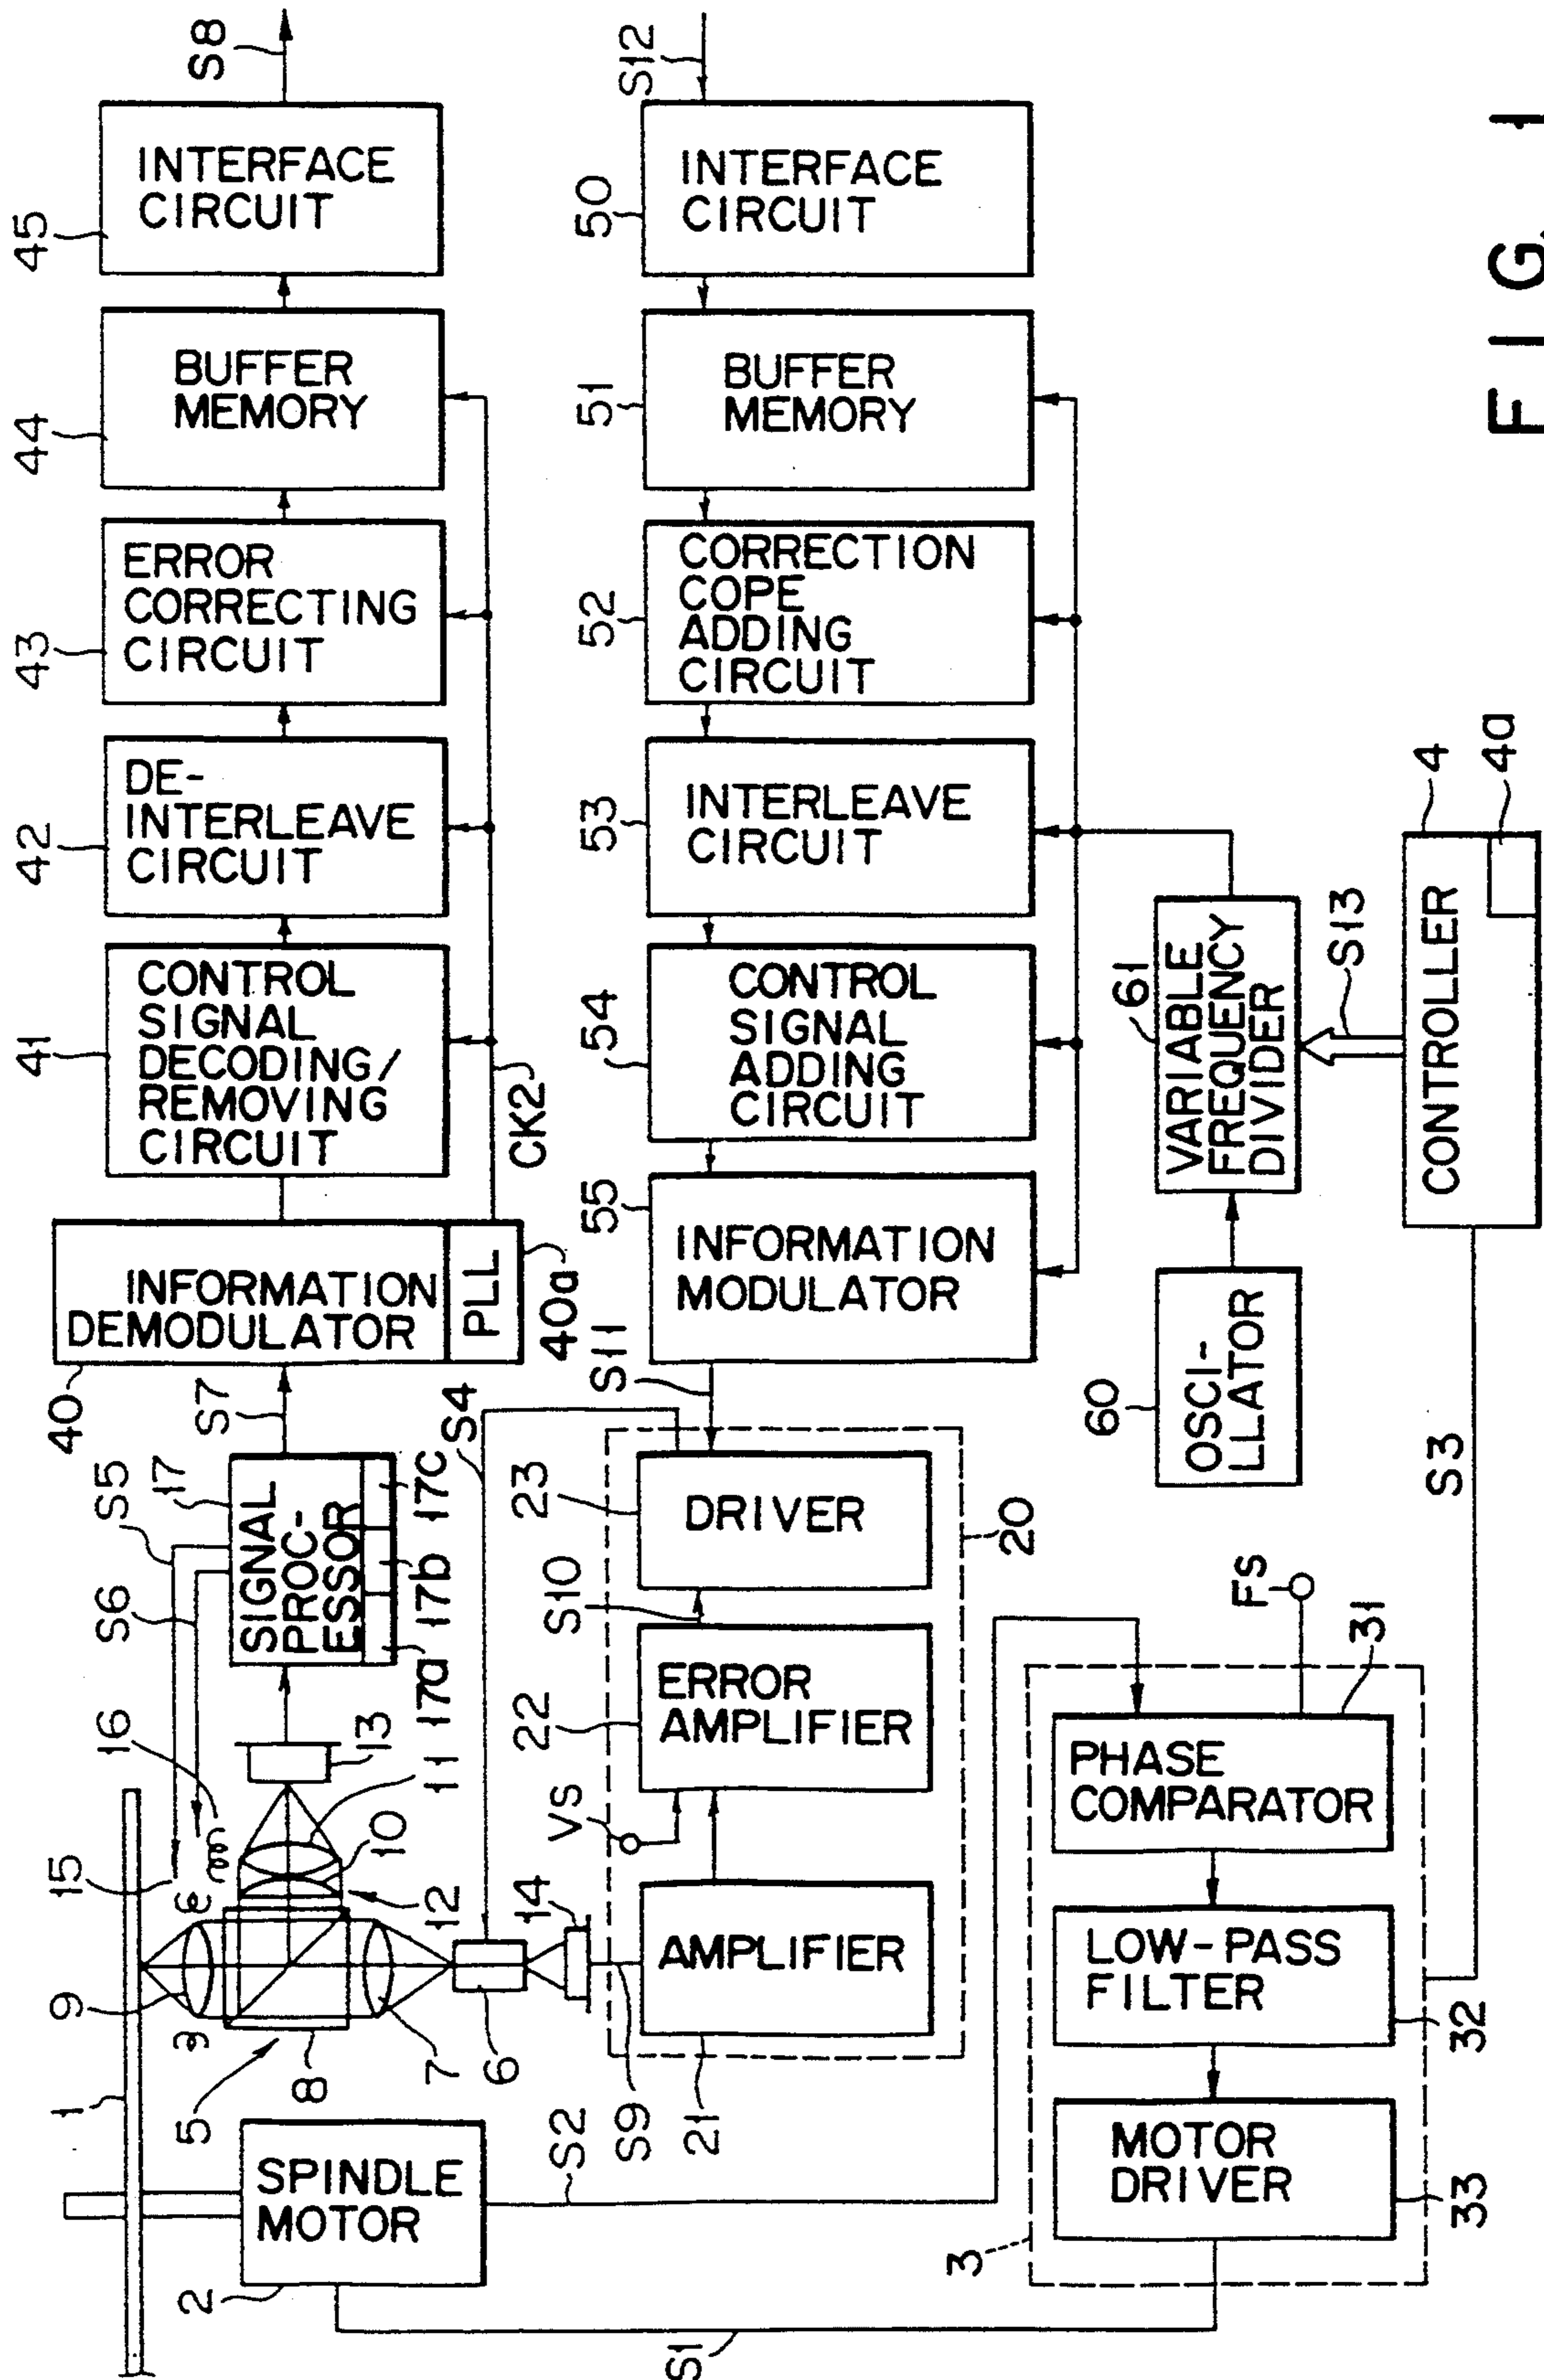 S8
INTERFACE
CIRCUIT
45
BUFFER
MEMORY
44
ERROR
CORRECTING
CIRCUIT
43
DE-
INTERLEAVE
CIRCUIT
42
CONTROL
SIGNAL
DECODING/
REMOVING
CIRCUIT
41
CK2
INFORMATION
DEMODULATOR
PLL
40
40a
S7
S5
S6
17
SIGNAL
PROC-
ESSOR
17a
17b
17c
16
15
13
11
10
12
9
3
5
8
7
6
14
1
SPINDLE
MOTOR
2
S12
INTERFACE
CIRCUIT
50
BUFFER
MEMORY
51
CORRECTION
COPE
ADDING
CIRCUIT
52
INTERLEAVE
CIRCUIT
53
CONTROL
SIGNAL
ADDING
CIRCUIT
54
INFORMATION
MODULATOR
55
S11
S4
DRIVER
23
20
S10
ERROR
AMPLIFIER
22
VS
AMPLIFIER
21
S9
S2
S1
VARIABLE
FREQUENCY
DIVIDER
61
OSCI-
LLATOR
60
S13
CONTROLLER
4
4a
S3
FS
PHASE
COMPARATOR
31
LOW-PASS
FILTER
32
MOTOR
DRIVER
33
3
FIG. 1